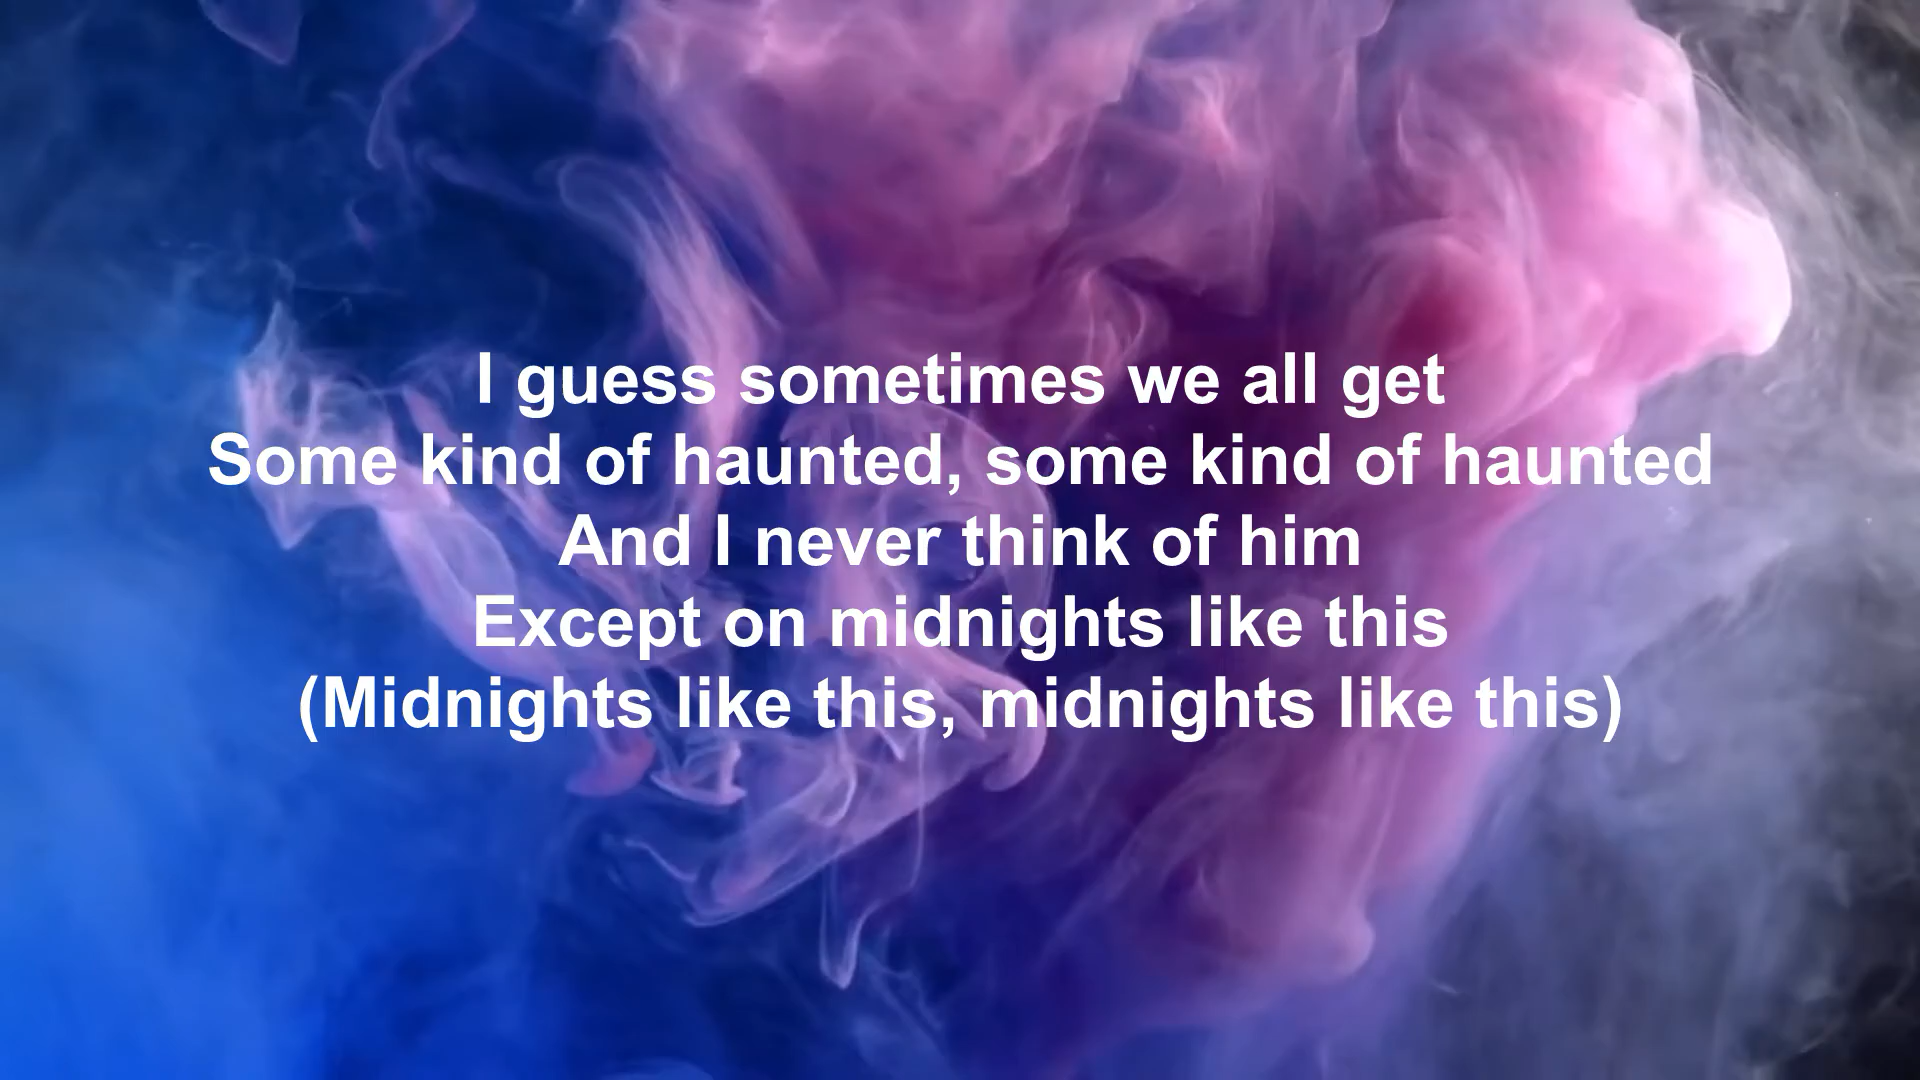 I guess sometimes we all get
Some kind of haunted, some kind of haunted
And I never think of him
Except on midnights like this
(Midnights like this, midnights like this)